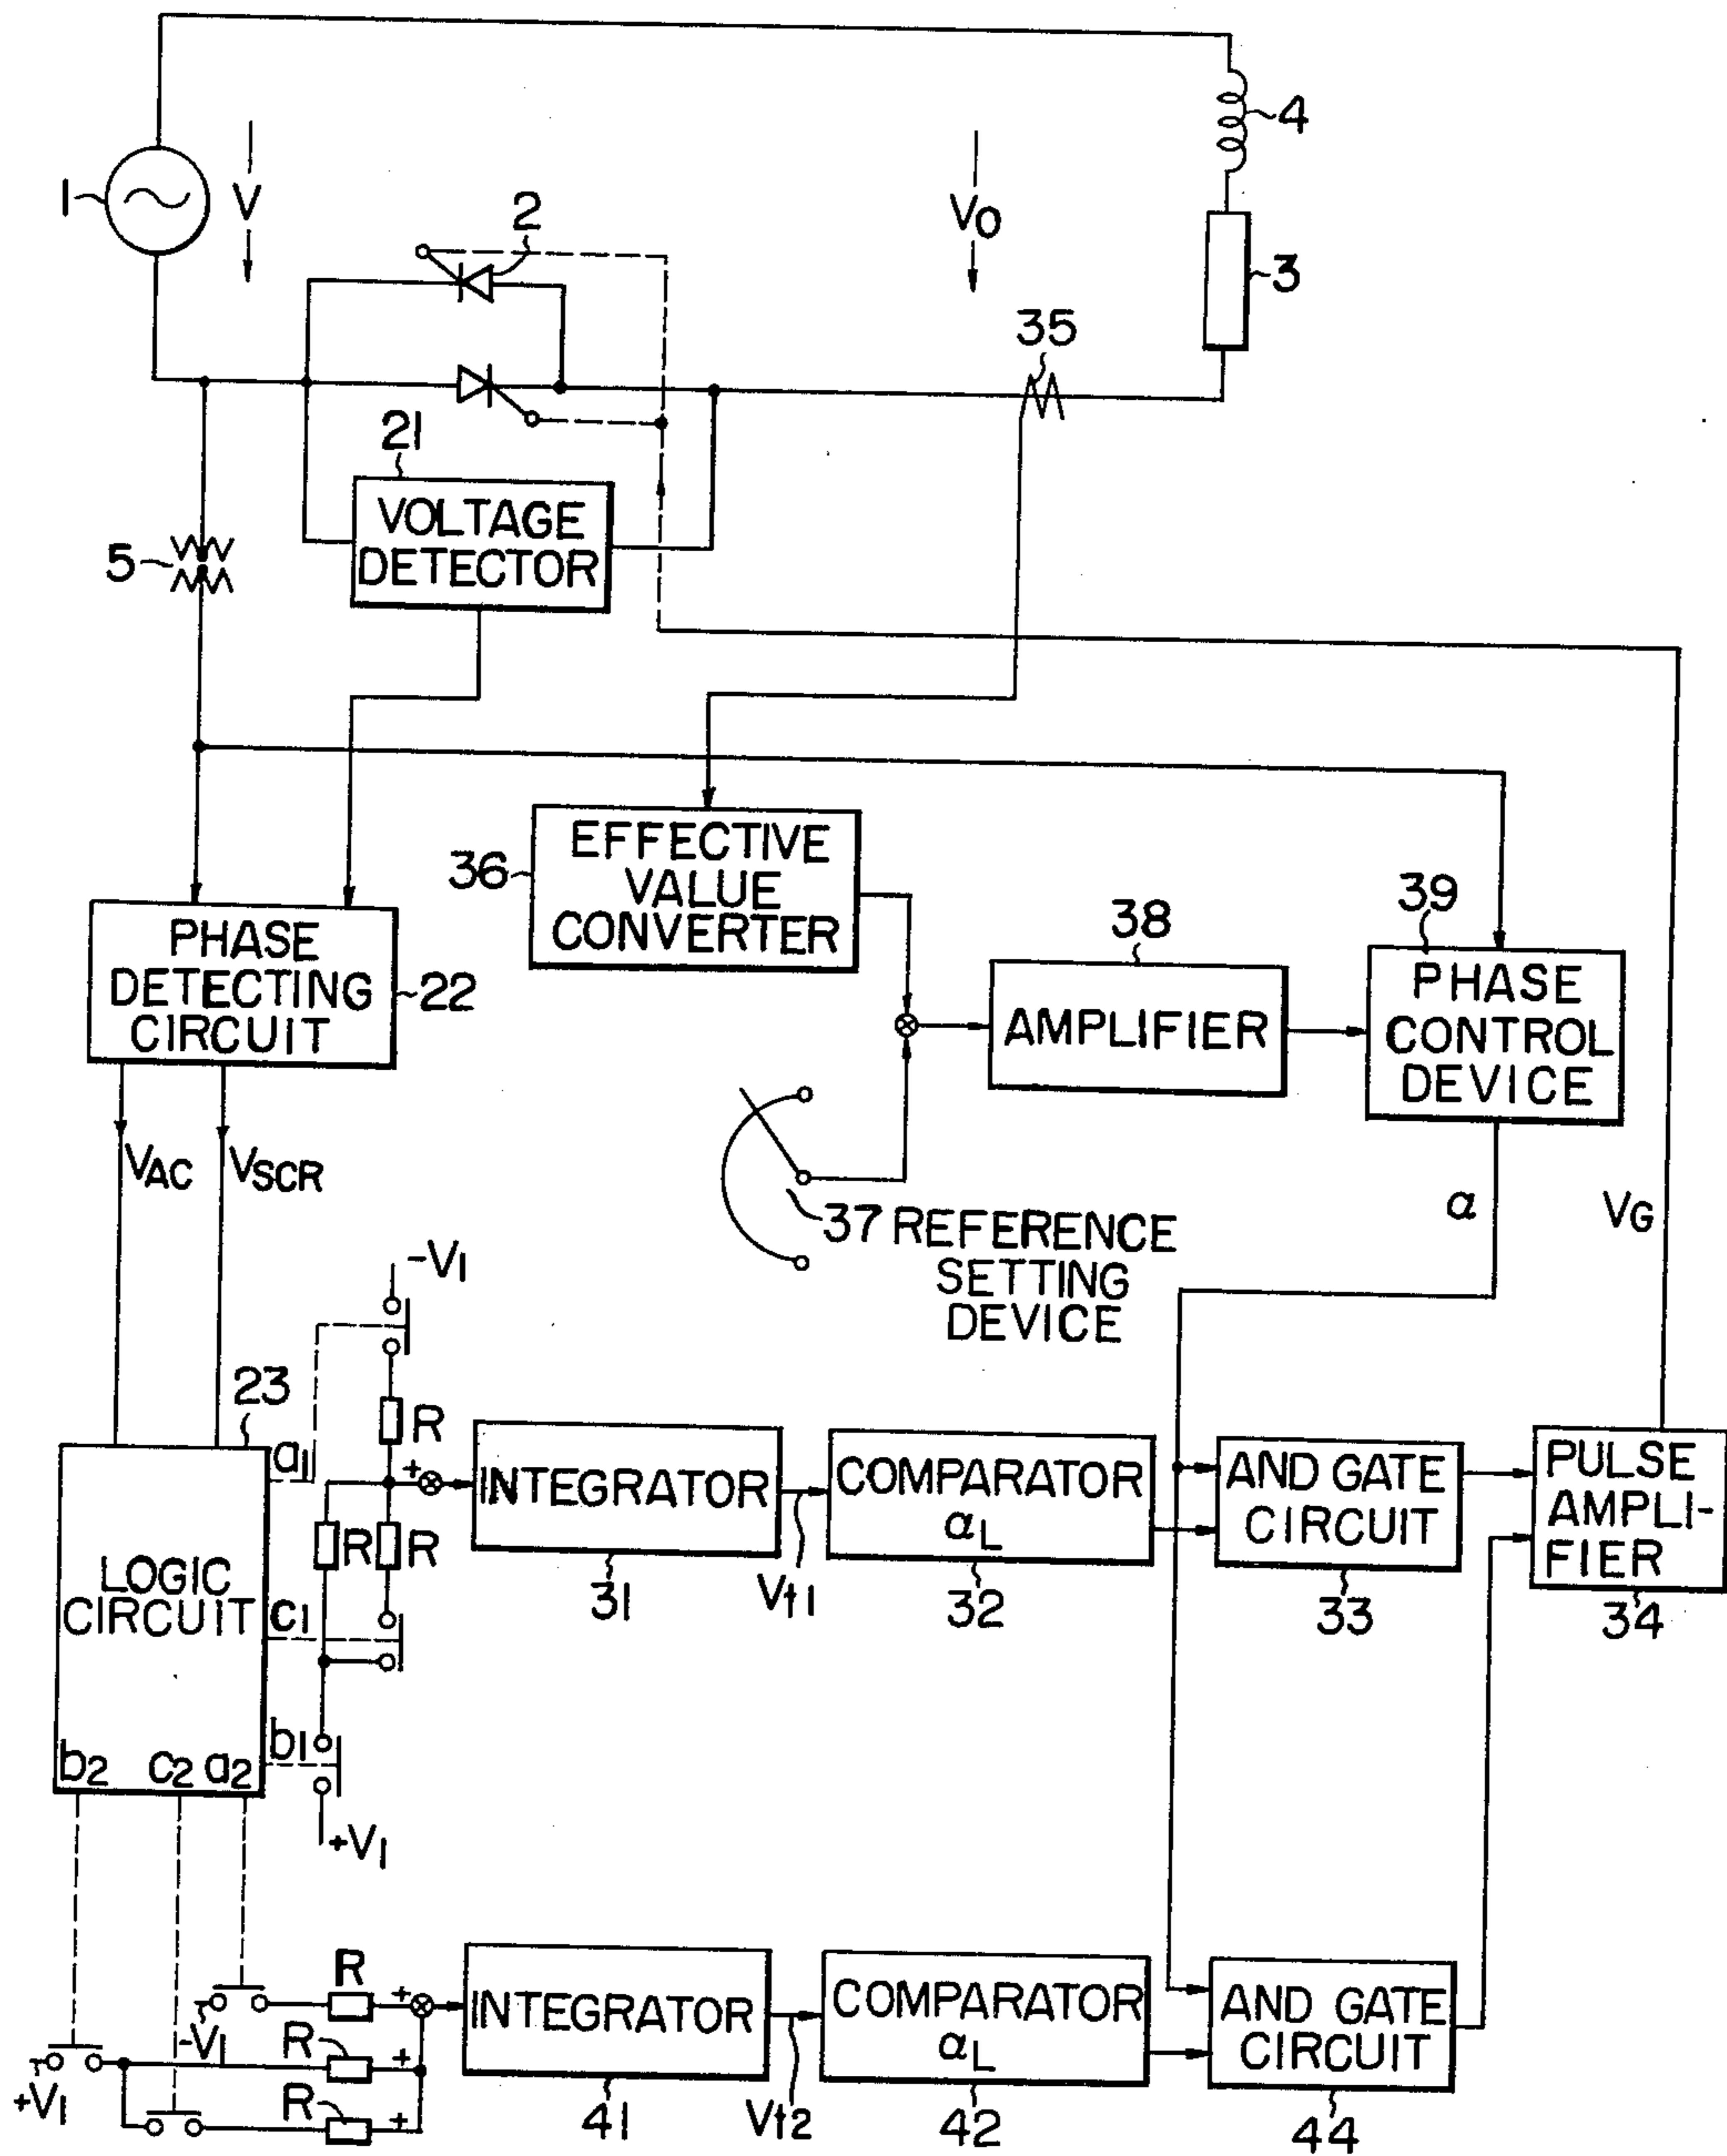 4
1
V
2
V0
3
35
21
VOLTAGE
DETECTOR
5
EFFECTIVE
VALUE
CONVERTER
36
38
39
PHASE
DETECTING
CIRCUIT
22
AMPLIFIER
PHASE
CONTROL
DEVICE
VAC
VSCR
37 REFERENCE
SETTING
DEVICE
α
VG
-V1
23
a1
R
+
INTEGRATOR
COMPARATOR
αL
AND GATE
CIRCUIT
PULSE
AMPLI-
FIER
R
R
LOGIC
CIRCUIT
c1
31
Vt1
32
33
34
b1
b2
c2
a2
+V1
R
+
INTEGRATOR
COMPARATOR
αL
AND GATE
CIRCUIT
-V1
R
+
+V1
R
+
41
Vt2
42
44